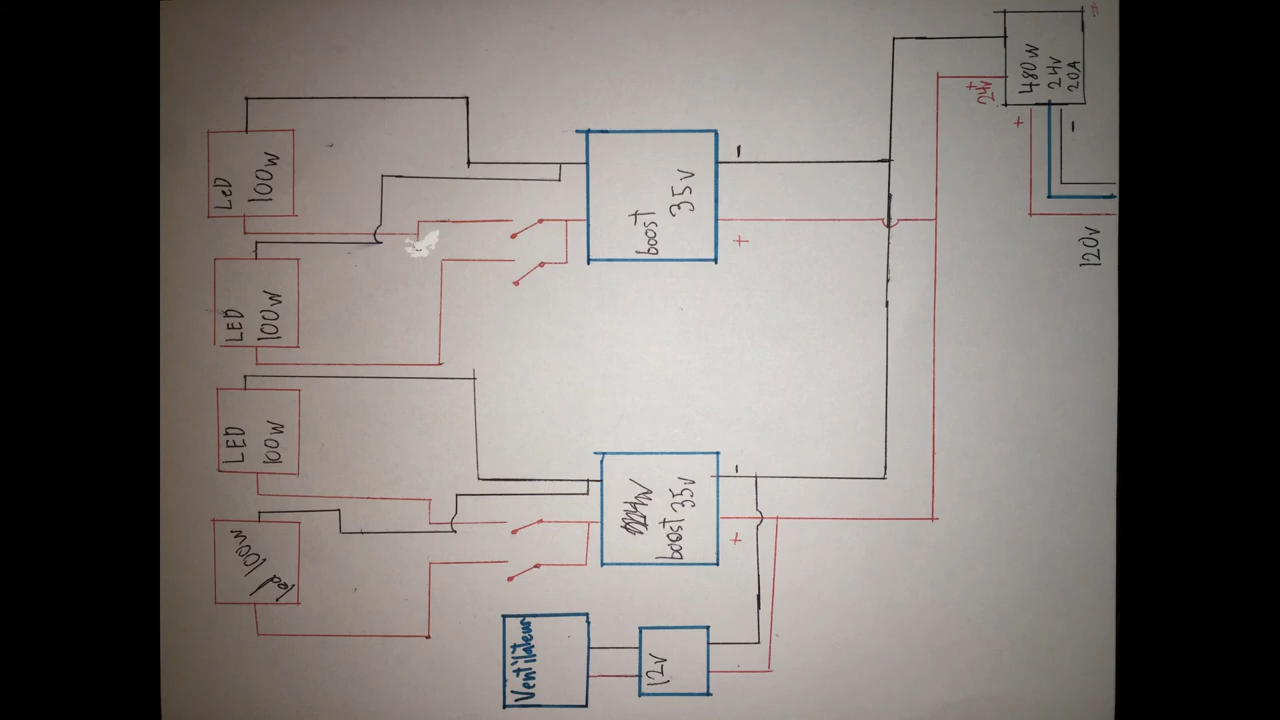 LeD
100W
LED
100W
LED
100W
led 100W
boost
35v
-
+
boost 35v
-
+
Ventilateur
12v
480W
24v
20A
+
24v
+
-
120v